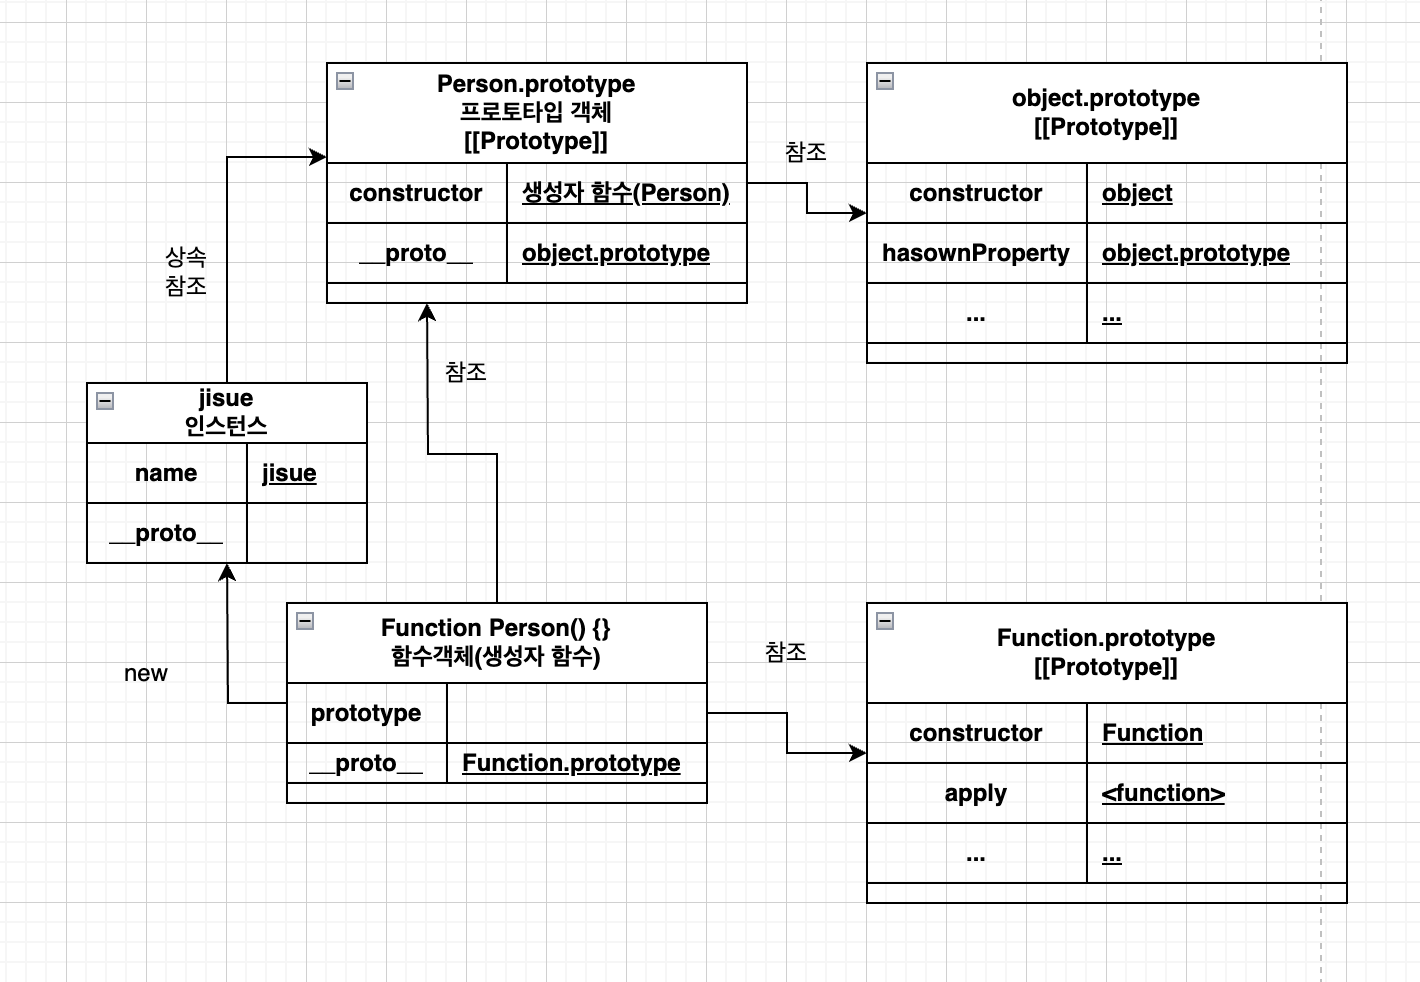 Person.prototype
프로토타입 객체
[[Prototype]]
constructor 생성자 함수(Person)
__proto__ object.prototype
참조
object.prototype
[[Prototype]]
constructor object
hasownProperty object.prototype
... ...
상속
참조
참조
jisue
인스턴스
name jisue
__proto__
new
Function Person() {}
함수객체(생성자 함수)
prototype
__proto__ Function.prototype
참조
Function.prototype
[[Prototype]]
constructor Function
apply <function>
... ...